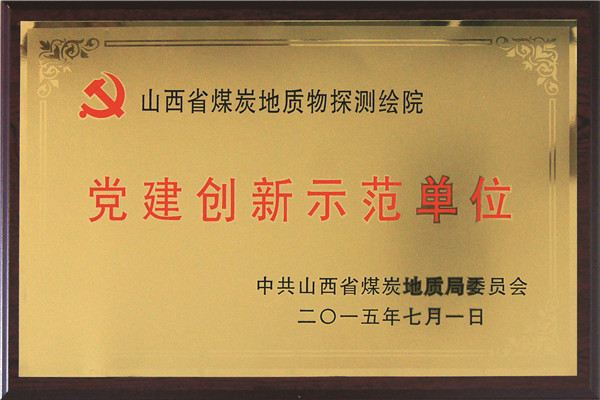 山西省煤炭地质物探测绘院
党建创新示范单位
中共山西省煤炭地质局委员会
二〇一五年七月一日